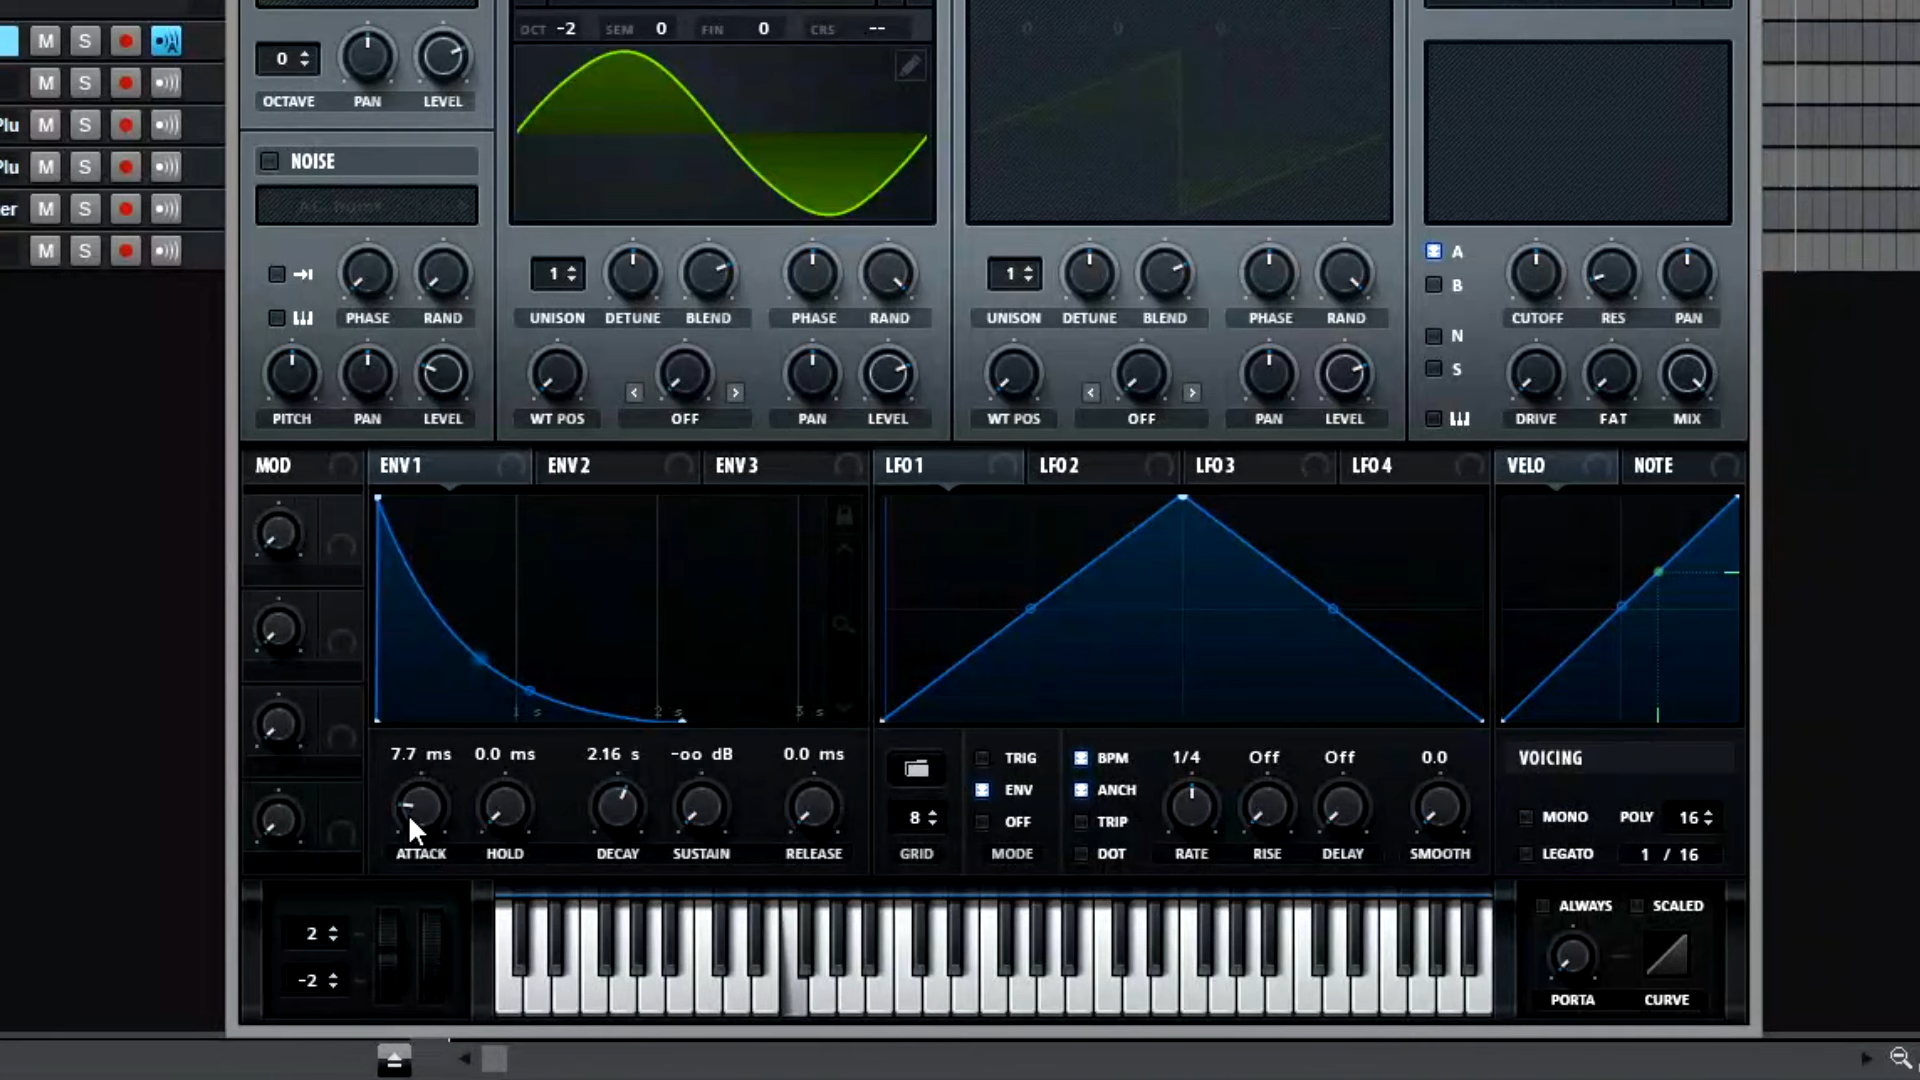 M S
0
OCTAVE PAN LEVEL
OCT -2 SEM 0 FIN 0 CRS --
M S
Plu M S
NOISE
Plu M S
er M S
M S
AC hum
1
1
A
B
N
S
PHASE RAND
UNISON DETUNE BLEND PHASE RAND
UNISON DETUNE BLEND PHASE RAND
CUTOFF RES PAN
PITCH PAN LEVEL
WT POS OFF PAN LEVEL
WT POS OFF PAN LEVEL
DRIVE FAT MIX
MOD ENV 1 ENV 2 ENV 3 LFO 1 LFO 2 LFO 3 LFO 4 VELO NOTE
1 s 2 s 3 s
7.7 ms 0.0 ms 2.16 s -oo dB 0.0 ms
ATTACK HOLD DECAY SUSTAIN RELEASE
8
GRID
TRIG
ENV
OFF
MODE
BPM
ANCH
TRIP
DOT
1/4 Off Off 0.0
RATE RISE DELAY SMOOTH
VOICING
MONO POLY 16
LEGATO 1 / 16
2
-2
ALWAYS SCALED
PORTA CURVE